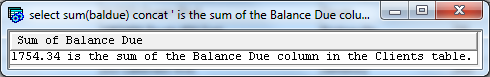 select sum(baldue) concat ' is the sum of the Balance Due colu...
Sum of Balance Due
1754.34 is the sum of the Balance Due column in the Clients table.